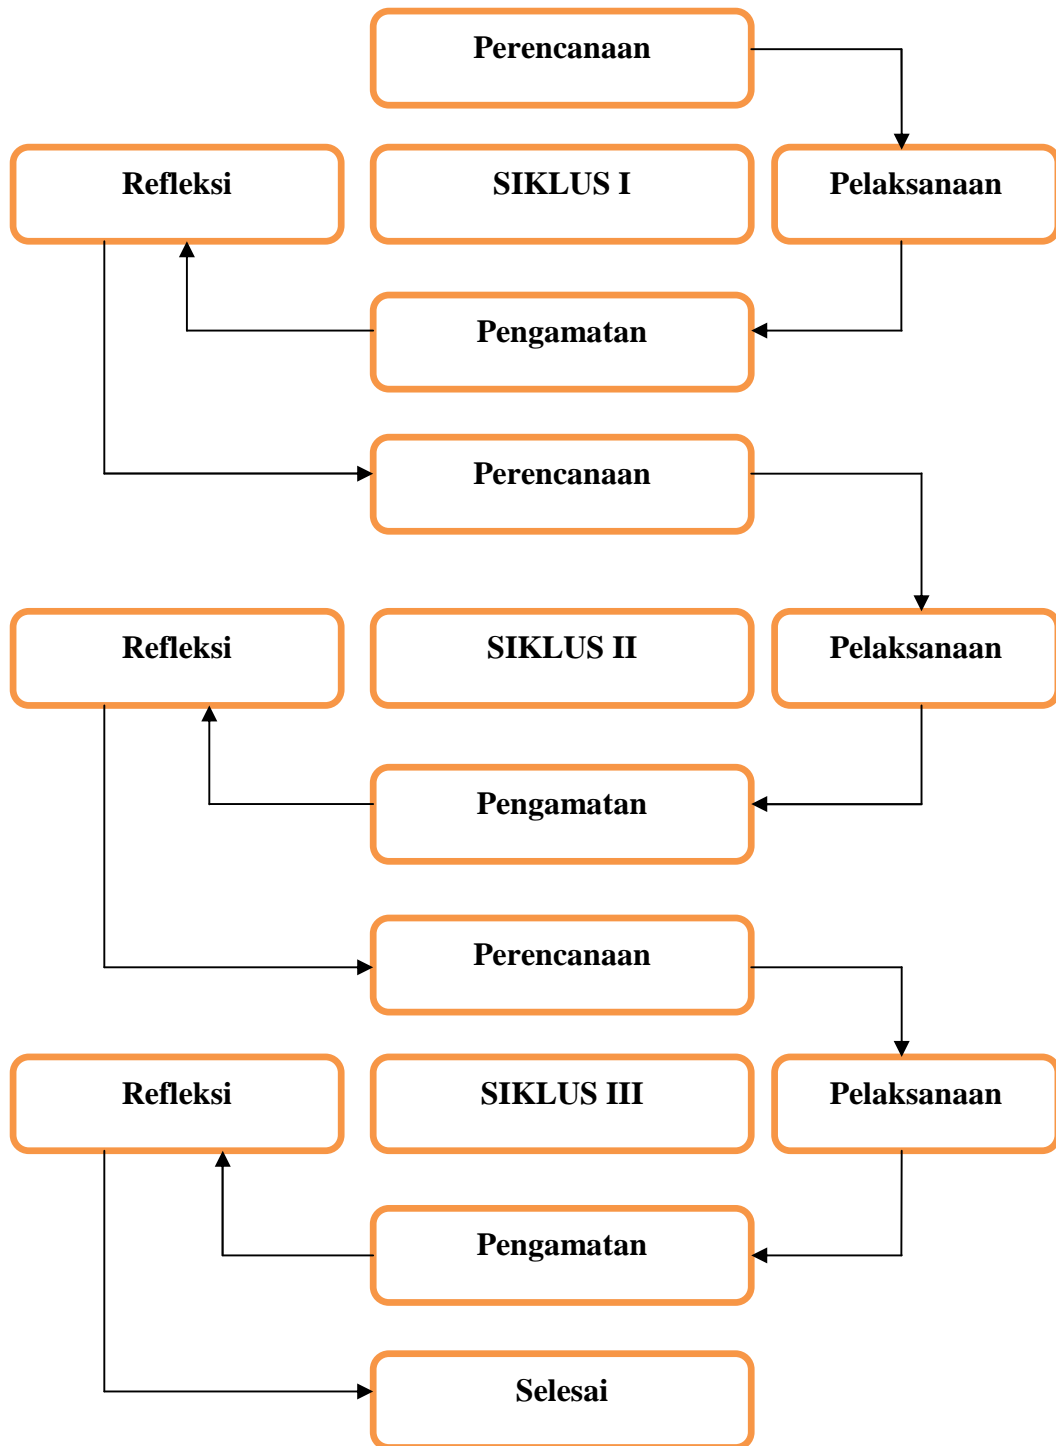 Perencanaan
Refleksi
SIKLUS I
Pelaksanaan
Pengamatan
Perencanaan
Refleksi
SIKLUS II
Pelaksanaan
Pengamatan
Perencanaan
Refleksi
SIKLUS III
Pelaksanaan
Pengamatan
Selesai